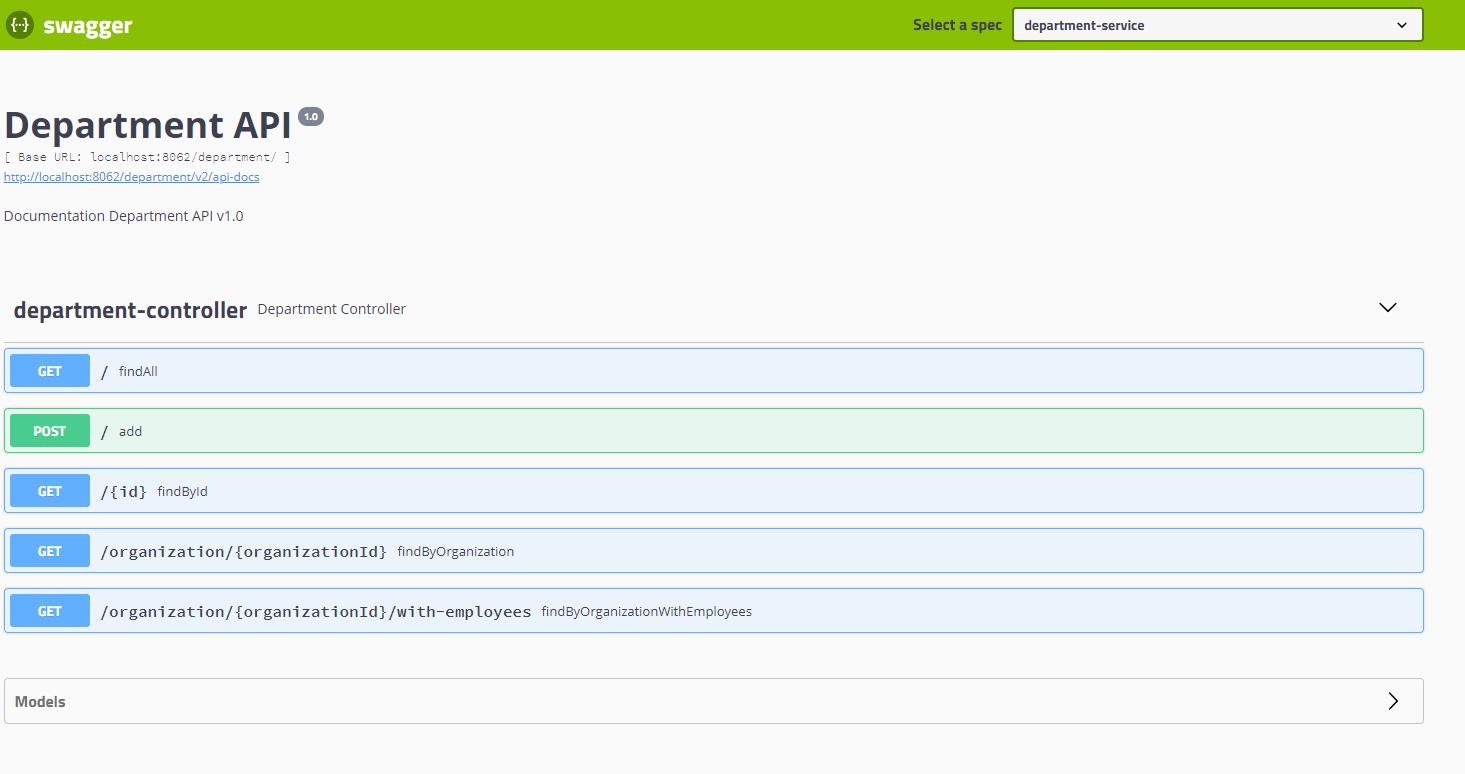 {···} swagger Select a spec department-service
Department API 1.0
[ Base URL: localhost:8062/department/ ]
http://localhost:8062/department/v2/api-docs
Documentation Department API v1.0
department-controller Department Controller
GET / findAll
POST / add
GET /{id} findById
GET /organization/{organizationId} findByOrganization
GET /organization/{organizationId}/with-employees findByOrganizationWithEmployees
Models